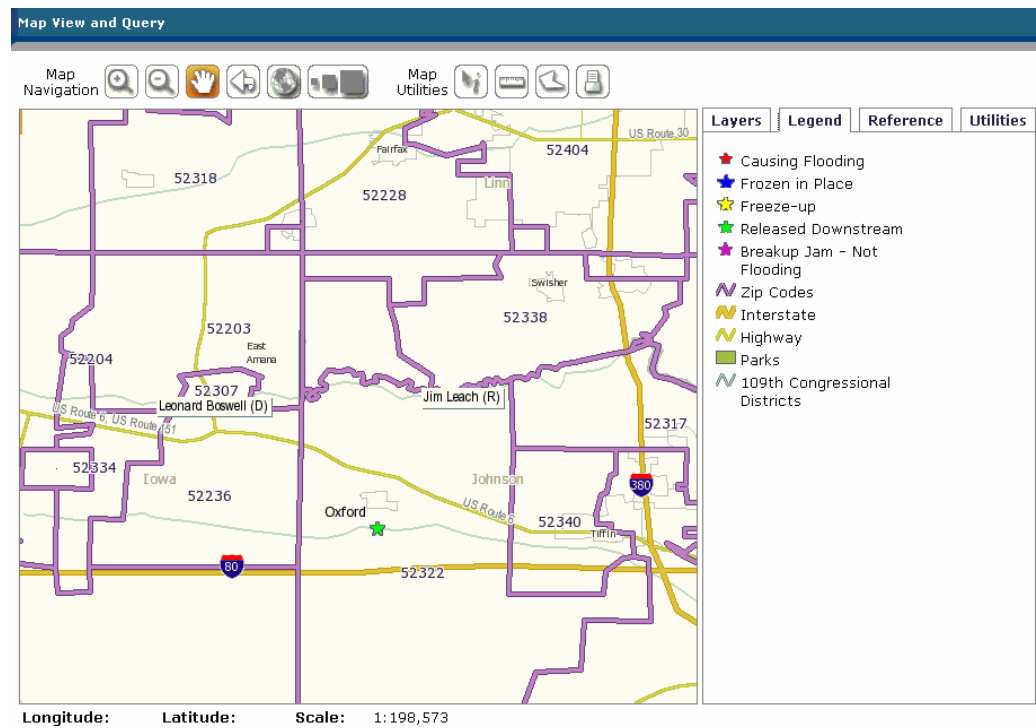 Map View and Query
Map
Navigation
Map
Utilities
Layers
Legend
Reference
Utilities
US Route 30
Fairfax
52404
52318
Linn
52228
Swisher
52338
52203
East
Amana
52204
52307
Leonard Boswell (D)
Jim Leach (R)
US Route 6, US Route 151
52317
52334
Iowa
Johnson
380
52236
US Route 6
Oxford
52340
Tiffin
80
52322
Causing Flooding
Frozen in Place
Freeze-up
Released Downstream
Breakup Jam - Not
Flooding
Zip Codes
Interstate
Highway
Parks
109th Congressional
Districts
Longitude: Latitude: Scale: 1:198,573